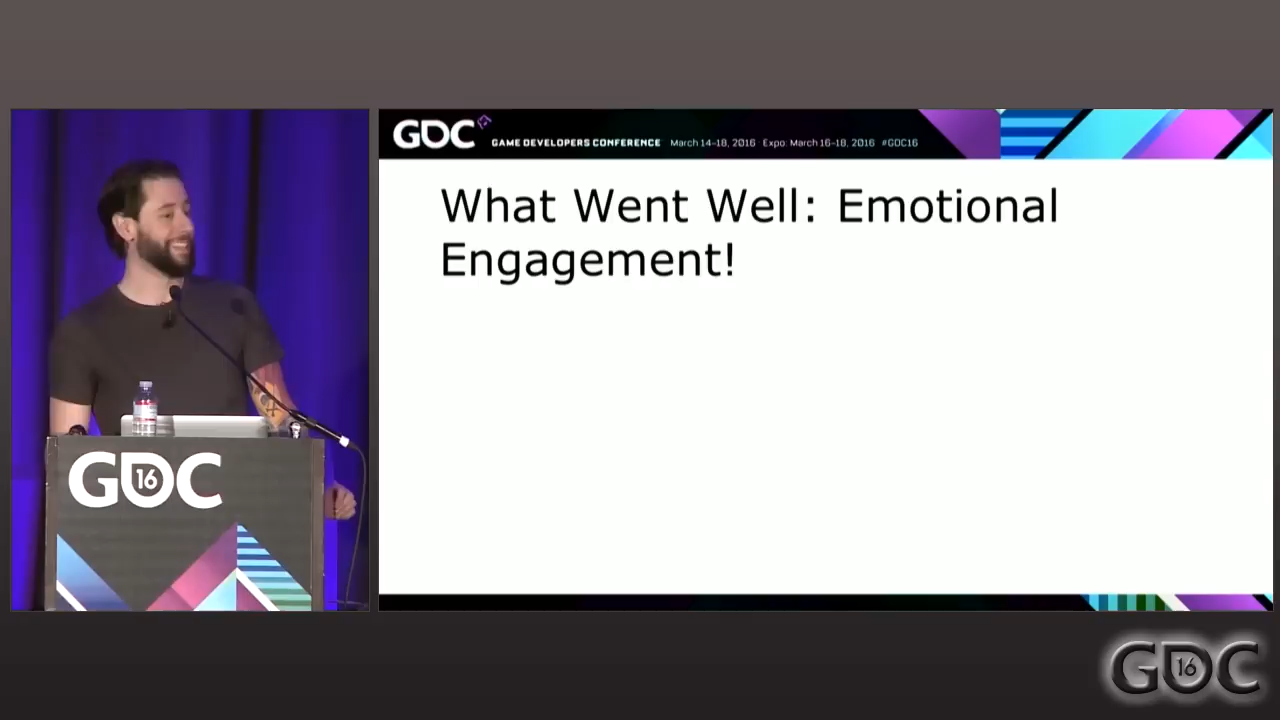 GDC
GAME DEVELOPERS CONFERENCE March 14-18, 2016 Expo: March 16-18, 2016 #GDC16
What Went Well: Emotional
Engagement!
GDC 16
GDC 16